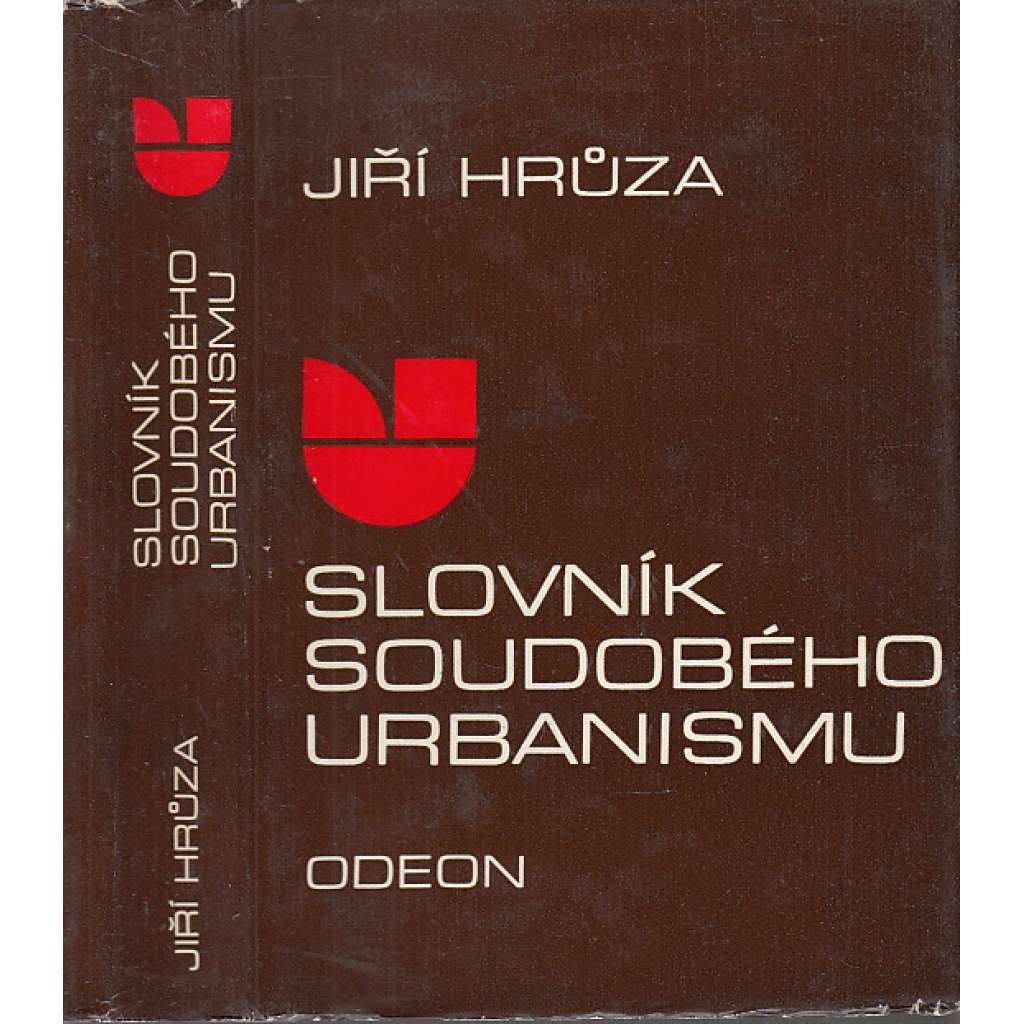 SLOVNÍK
SOUDOBÉHO
URBANISMU
JIŘÍ HRŮZA
JIŘÍ HRŮZA
SLOVNÍK
SOUDOBÉHO
URBANISMU
ODEON